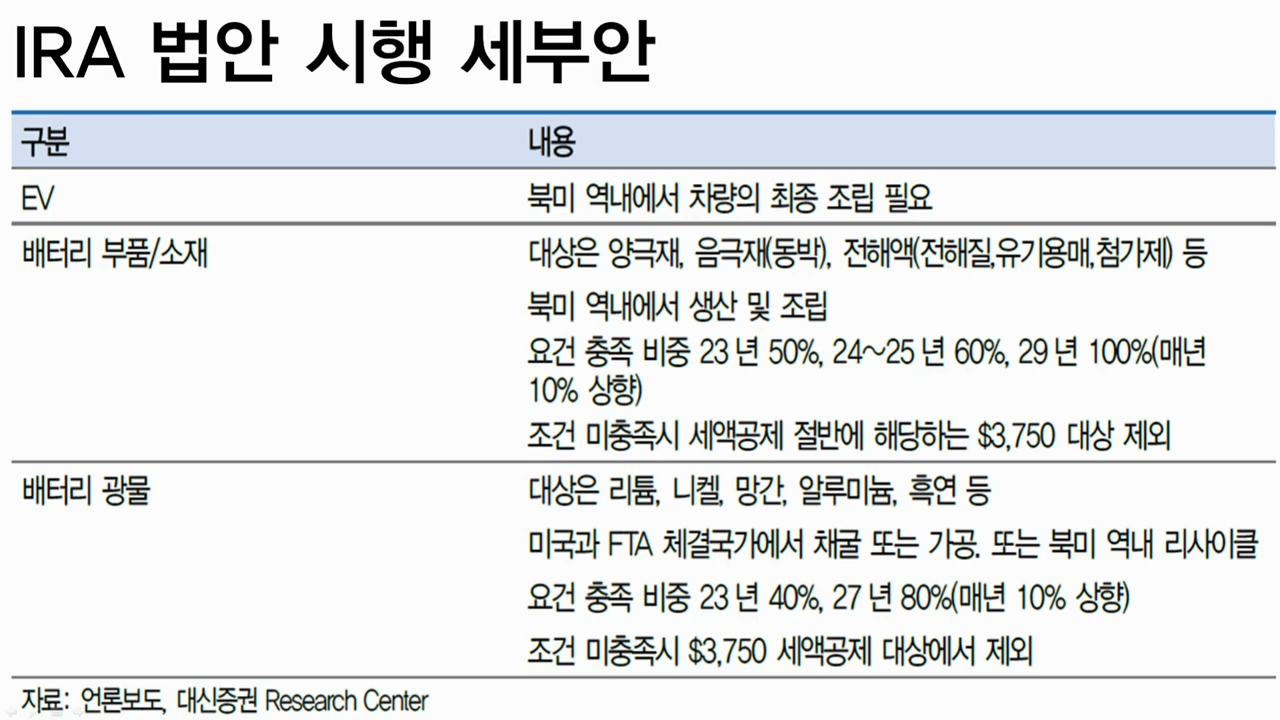 IRA 법안 시행 세부안
구분 내용
EV 북미 역내에서 차량의 최종 조립 필요
배터리 부품/소재 대상은 양극재, 음극재(동박), 전해액(전해질,유기용매,첨가제) 등
북미 역내에서 생산 및 조립
요건 충족 비중 23년 50%, 24~25년 60%, 29년 100%(매년
10% 상향)
조건 미충족시 세액공제 절반에 해당하는 $3,750 대상 제외
배터리 광물 대상은 리튬, 니켈, 망간, 알루미늄, 흑연 등
미국과 FTA 체결국가에서 채굴 또는 가공. 또는 북미 역내 리사이클
요건 충족 비중 23년 40%, 27년 80%(매년 10% 상향)
조건 미충족시 $3,750 세액공제 대상에서 제외
자료: 언론보도, 대신증권 Research Center